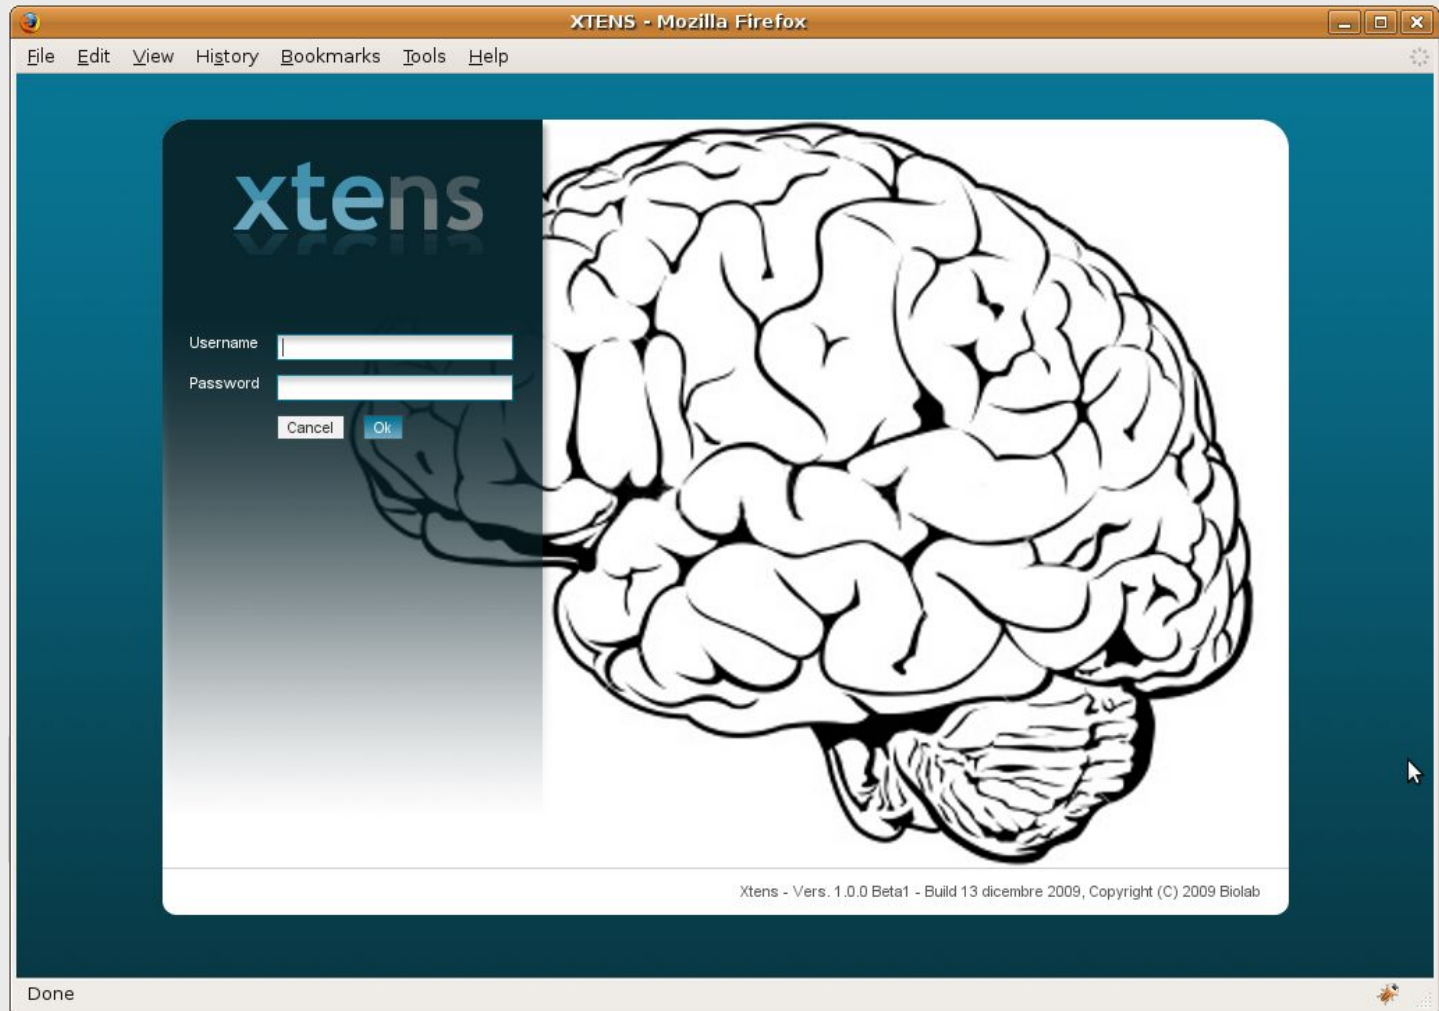 XTENS - Mozilla Firefox
File Edit View History Bookmarks Tools Help
xtens
Username
Password
Cancel Ok
Xtens - Vers. 1.0.0 Beta1 - Build 13 dicembre 2009, Copyright (C) 2009 Biolab
Done